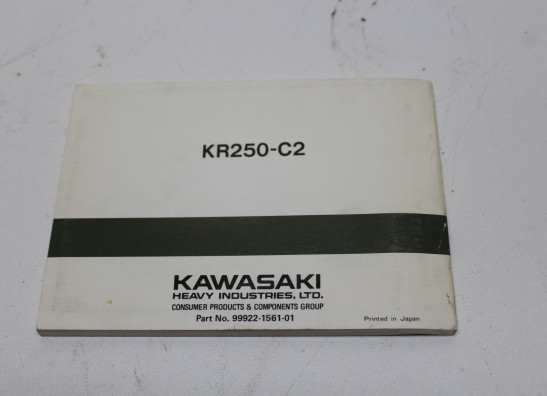 KR250-C2
KAWASAKI
HEAVY INDUSTRIES, LTD.
CONSUMER PRODUCTS & COMPONENTS GROUP
Part No. 99922-1561-01
Printed in Japan